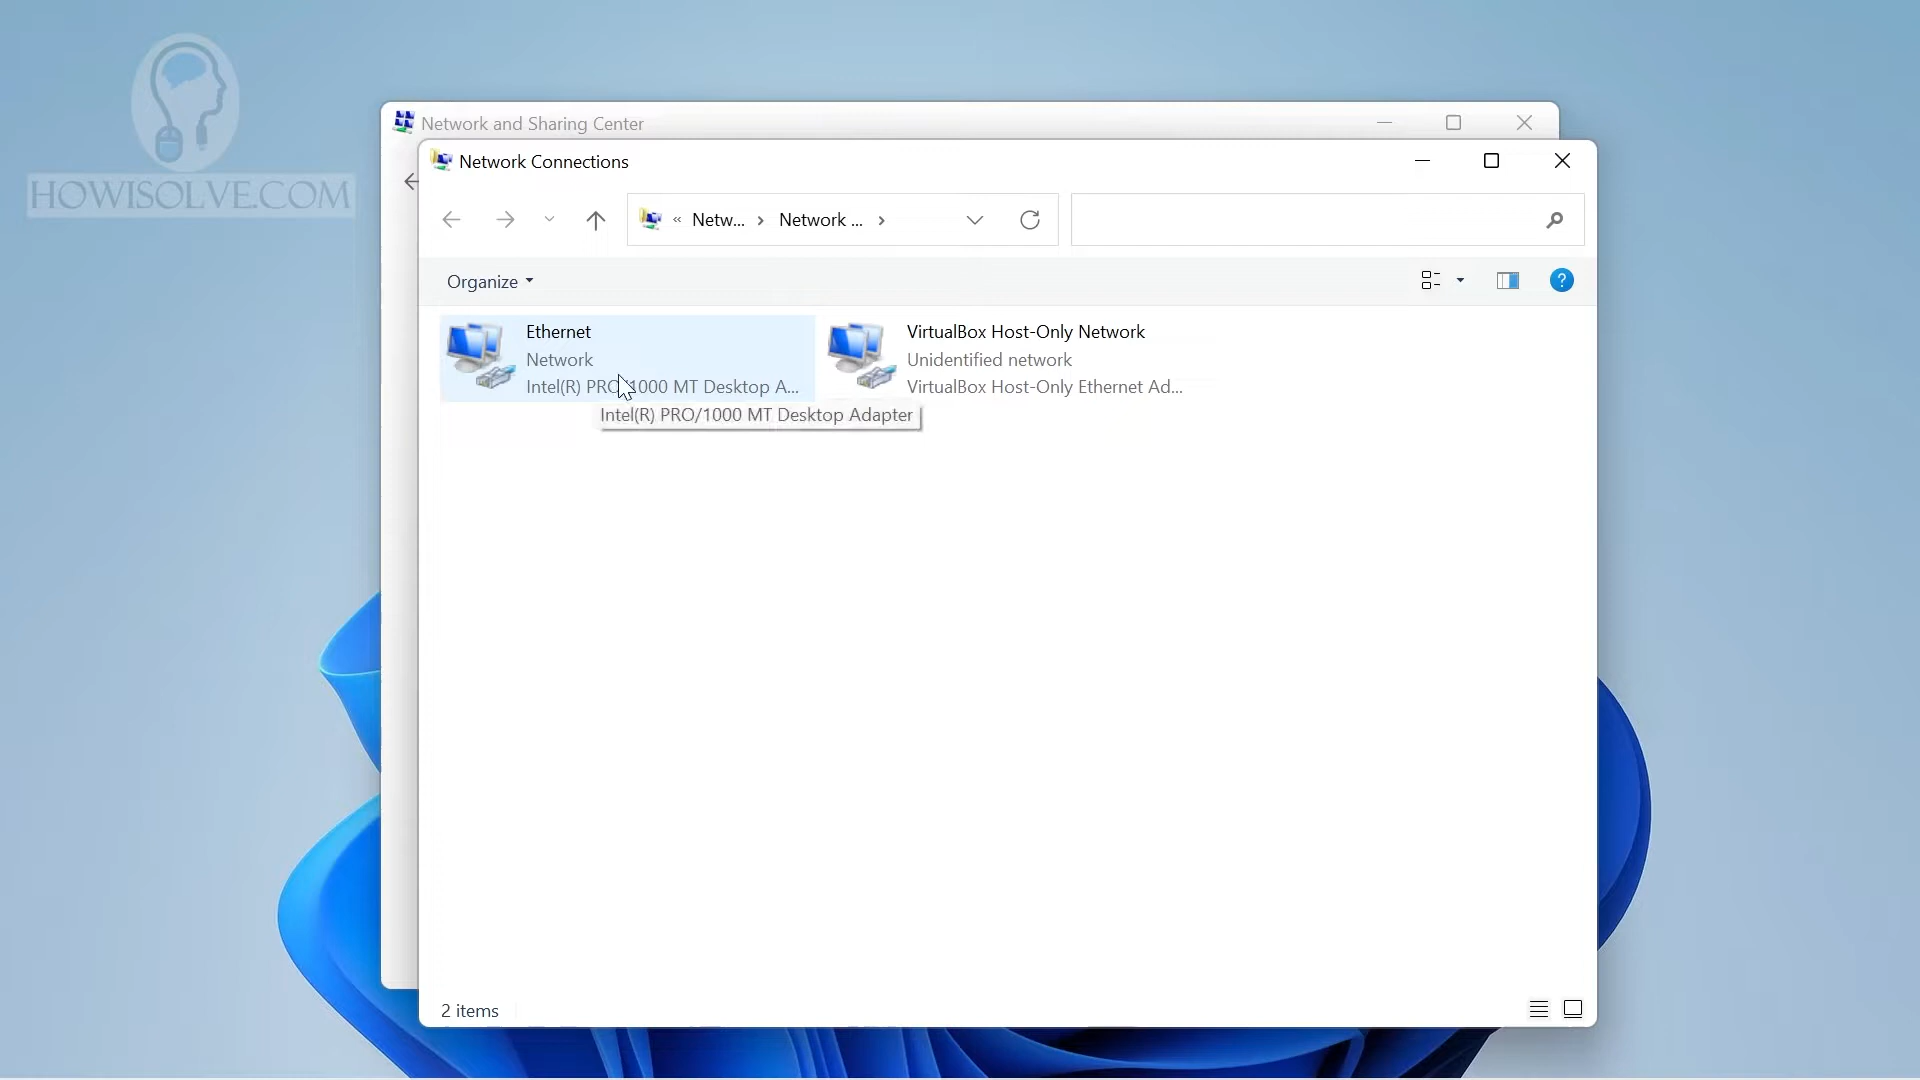 HOWISOLVE.COM
Network and Sharing Center
Network Connections
« Netw... > Network ... >
Organize
?
Ethernet
Network
Intel(R) PRO/1000 MT Desktop A...
VirtualBox Host-Only Network
Unidentified network
VirtualBox Host-Only Ethernet Ad...
Intel(R) PRO/1000 MT Desktop Adapter
2 items